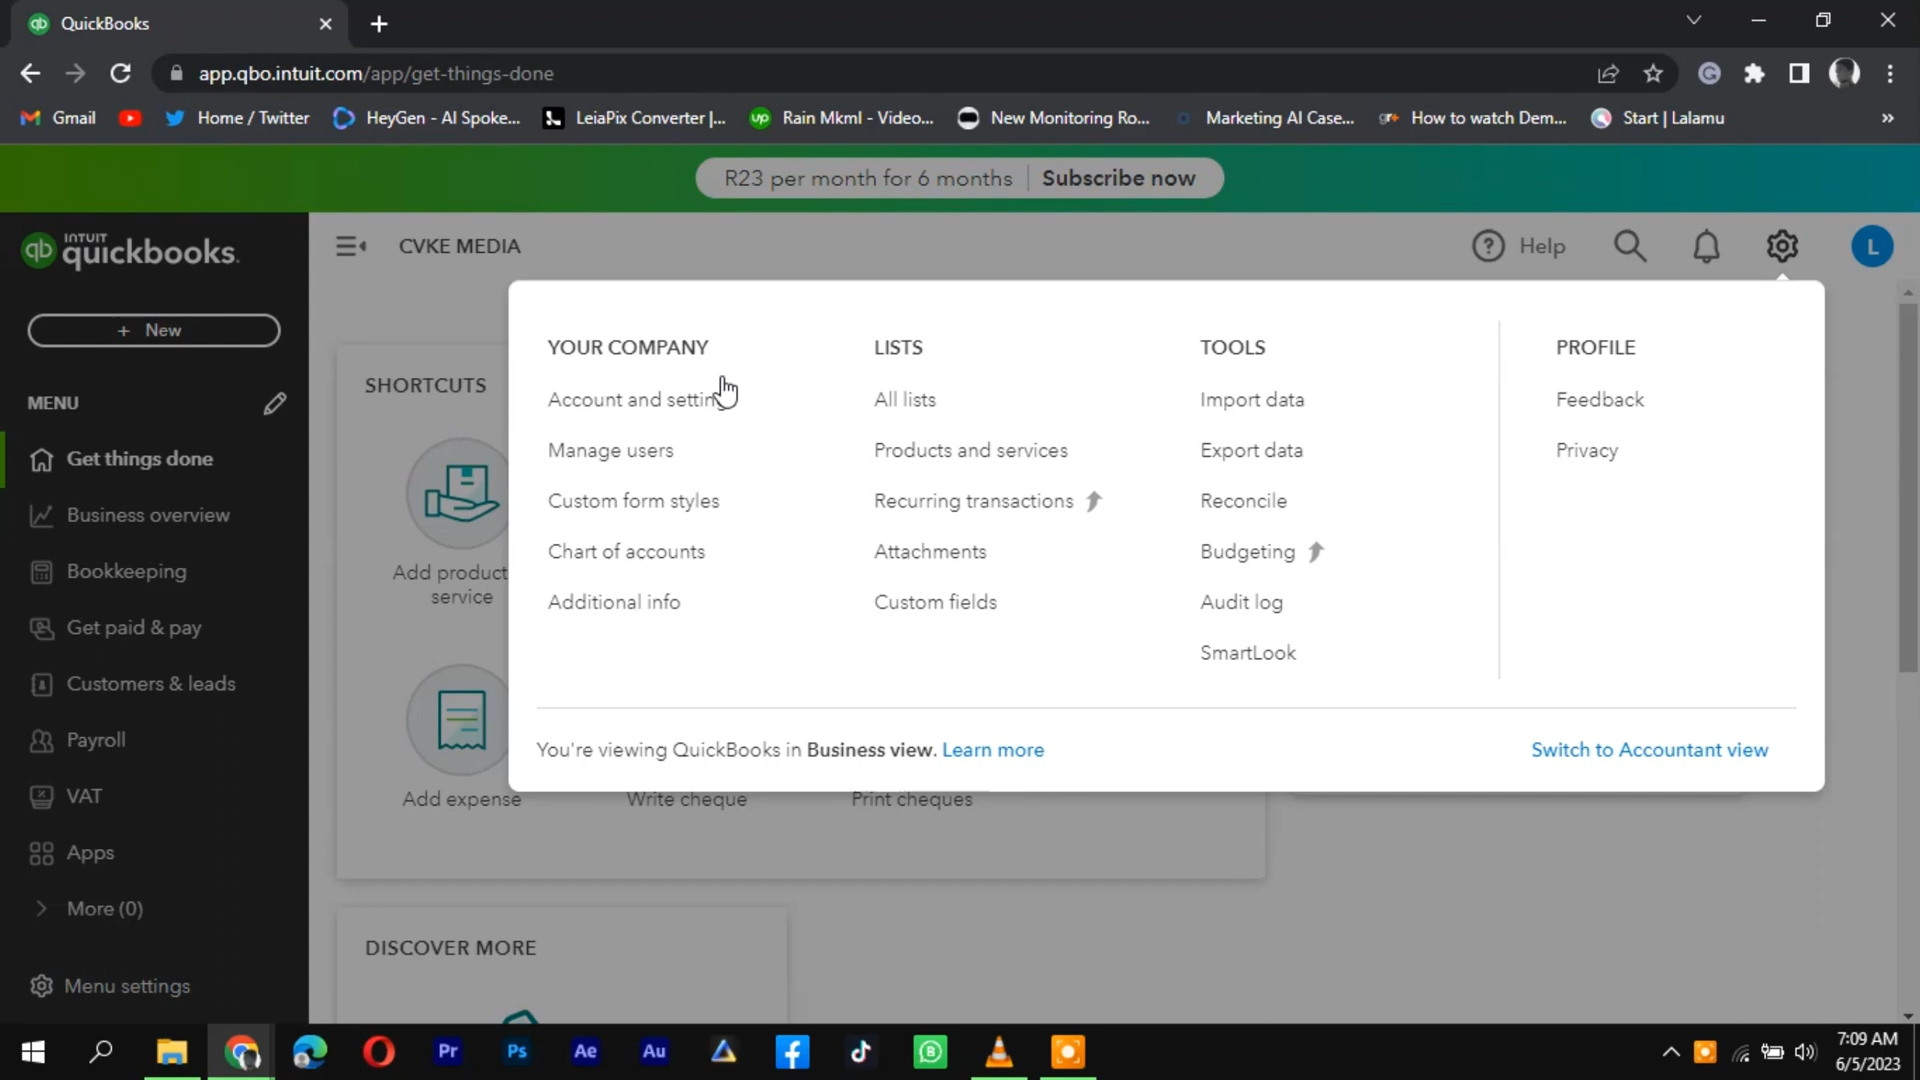 QuickBooks
app.qbo.intuit.com/app/get-things-done
Gmail
Home / Twitter
HeyGen - AI Spoke...
LeiaPix Converter |...
Rain Mkml - Video...
New Monitoring Ro...
Marketing AI Case...
How to watch Dem...
Start | Lalamu
»
R23 per month for 6 months | Subscribe now
INTUIT
quickbooks.
CVKE MEDIA
Help
L
+ New
MENU
Get things done
Business overview
Bookkeeping
Get paid & pay
Customers & leads
Payroll
VAT
Apps
More (0)
Menu settings
SHORTCUTS
Add product
service
Add expense
Write cheque
Print cheques
DISCOVER MORE
YOUR COMPANY
Account and settin
Manage users
Custom form styles
Chart of accounts
Additional info
LISTS
All lists
Products and services
Recurring transactions
Attachments
Custom fields
TOOLS
Import data
Export data
Reconcile
Budgeting
Audit log
SmartLook
PROFILE
Feedback
Privacy
You're viewing QuickBooks in Business view. Learn more
Switch to Accountant view
Pr
Ps
Ae
Au
7:09 AM
6/5/2023